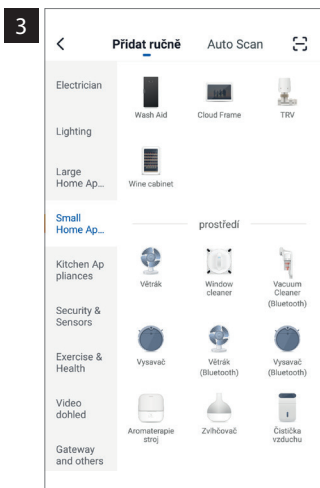 3
Přidat ručně Auto Scan
Electrician
Lighting
Large
Home Ap...
Small
Home Ap...
Kitchen Ap
pliances
Security &
Sensors
Exercise &
Health
Video
dohled
Gateway
and others
Wash Aid
Cloud Frame
TRV
Wine cabinet
prostředí
Větrák
Window
cleaner
Vacuum
Cleaner
(Bluetooth)
Vysavač
Větrák
(Bluetooth)
Vysavač
(Bluetooth)
Aromaterapie
stroj
Zvlhčovač
Čistička
vzduchu